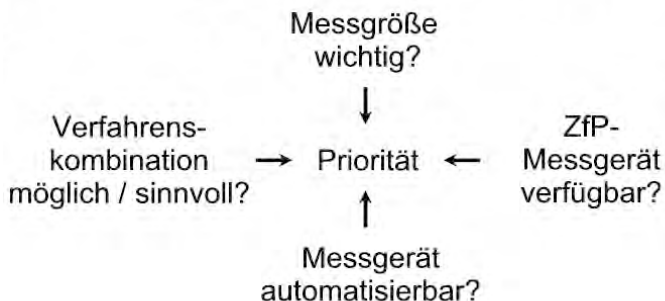 Messgröße
wichtig?
Verfahrens-
kombination
möglich / sinnvoll?
Priorität
ZfP-
Messgerät
verfügbar?
Messgerät
automatisierbar?